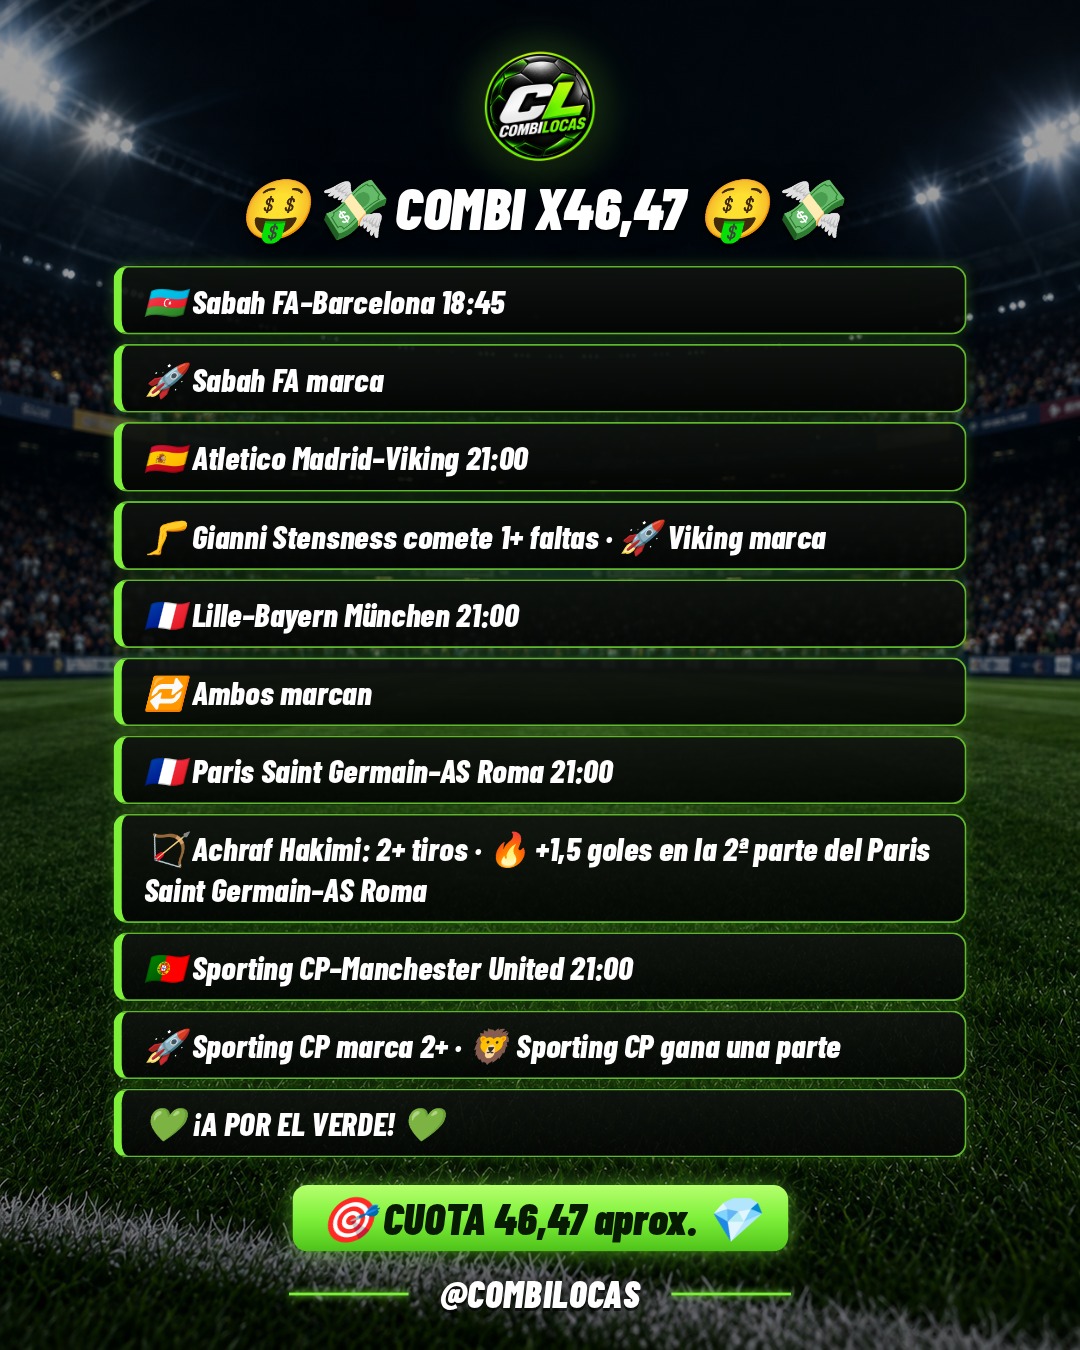 CL
COMBILOCAS
🤑💸 COMBI X46,47 🤑💸
🇦🇿 Sabah FA-Barcelona 18:45
🚀 Sabah FA marca
🇪🇸 Atletico Madrid-Viking 21:00
🦵 Gianni Stensness comete 1+ faltas · 🚀 Viking marca
🇫🇷 Lille-Bayern München 21:00
🔁 Ambos marcan
🇫🇷 Paris Saint Germain-AS Roma 21:00
🏹 Achraf Hakimi: 2+ tiros · 🔥 +1,5 goles en la 2ª parte del Paris
Saint Germain-AS Roma
🇵🇹 Sporting CP-Manchester United 21:00
🚀 Sporting CP marca 2+ · 🦁 Sporting CP gana una parte
💚 ¡A POR EL VERDE! 💚
🎯 CUOTA 46,47 aprox. 💎
@COMBILOCAS